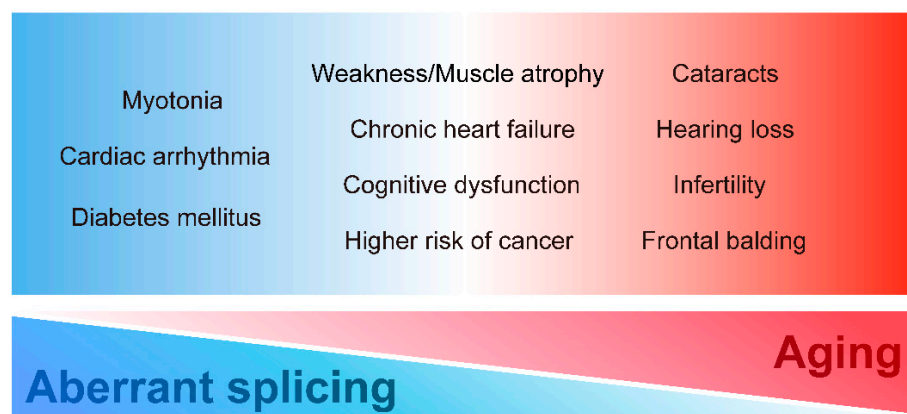 Myotonia
Cardiac arrhythmia
Diabetes mellitus
Weakness/Muscle atrophy
Chronic heart failure
Cognitive dysfunction
Higher risk of cancer
Cataracts
Hearing loss
Infertility
Frontal balding
Aberrant splicing
Aging